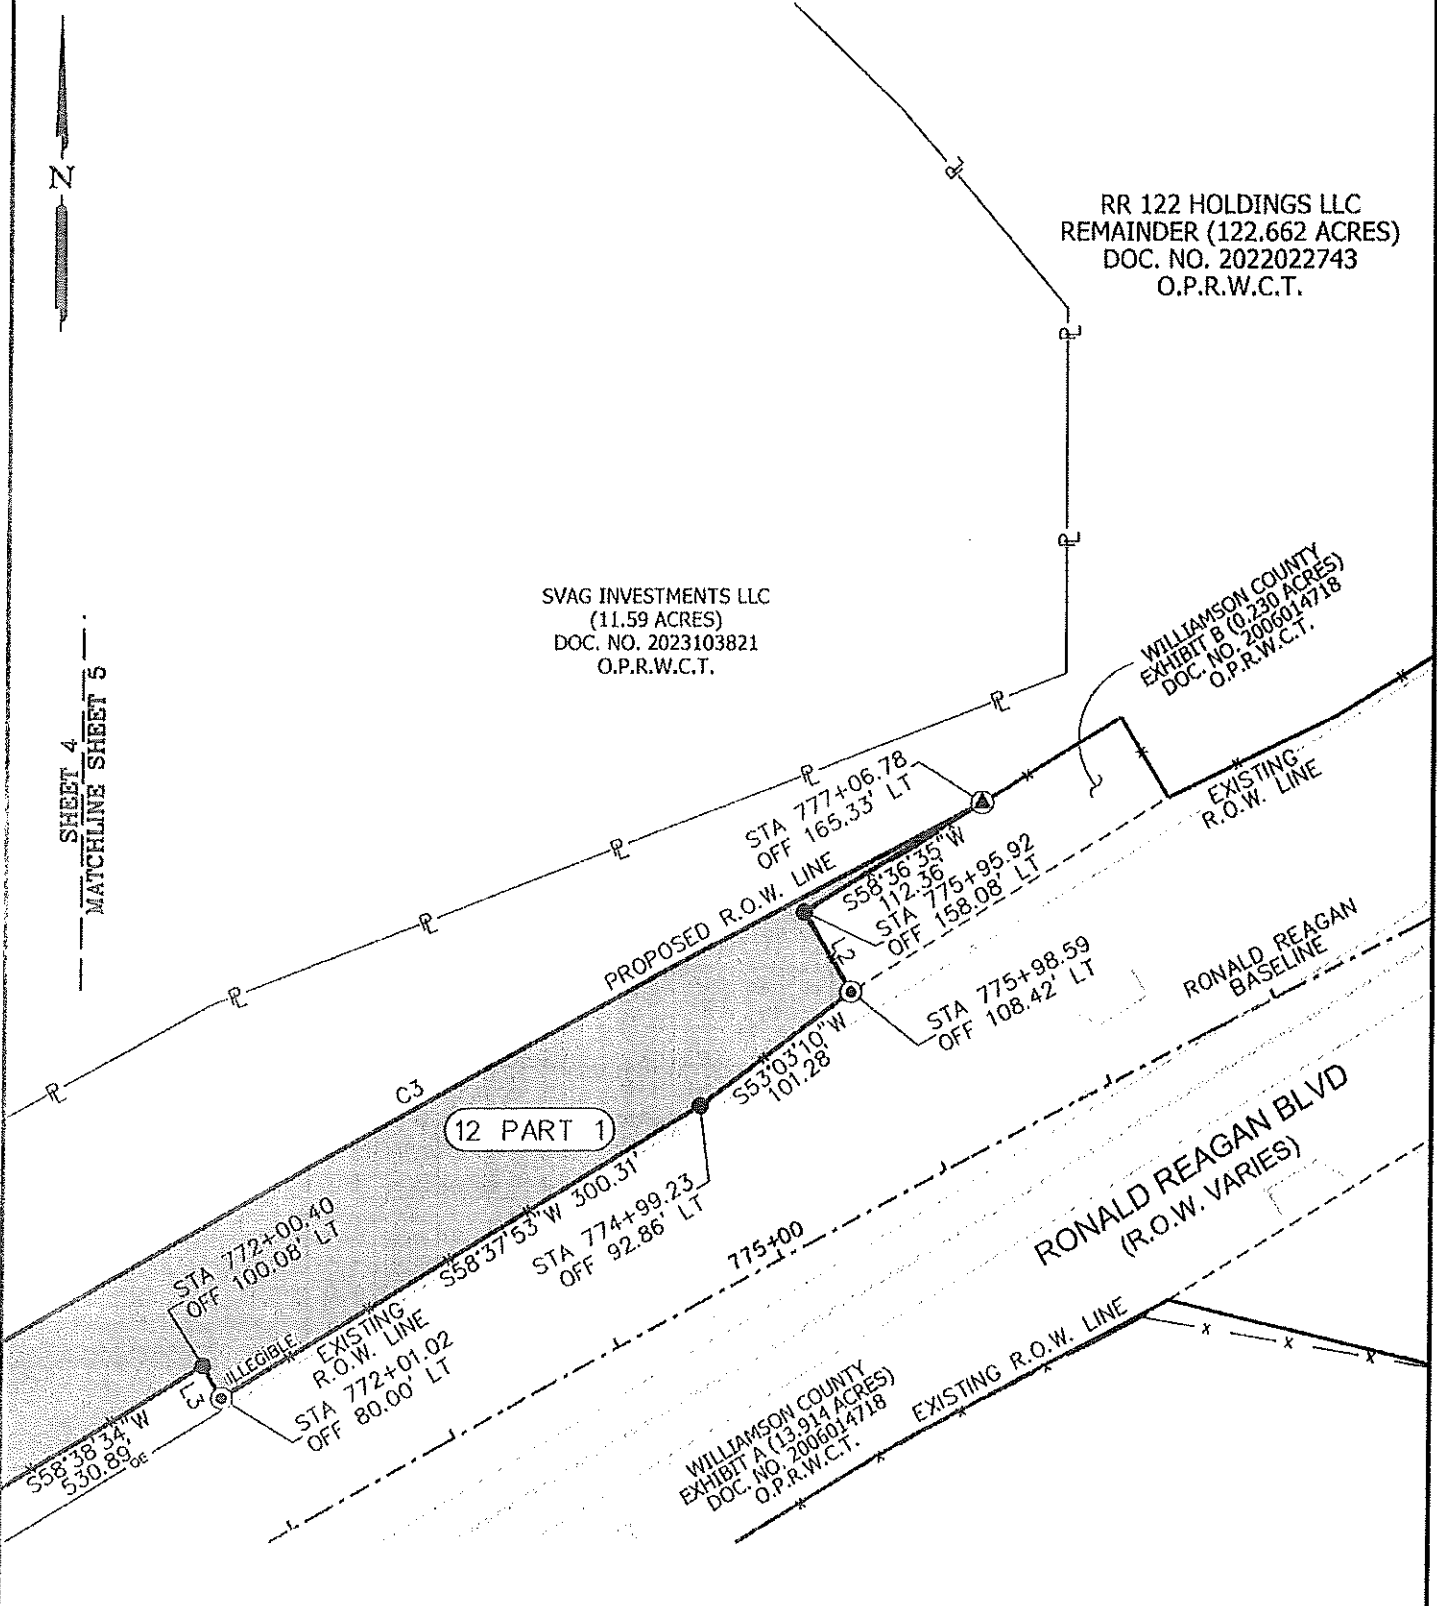 N
RR 122 HOLDINGS LLC
REMAINDER (122.662 ACRES)
DOC. NO. 2022022743
O.P.R.W.C.T.
SVAG INVESTMENTS LLC
(11.59 ACRES)
DOC. NO. 2023103821
O.P.R.W.C.T.
WILLIAMSON COUNTY
EXHIBIT B (0.230 ACRES)
DOC. NO. 2006014718
O.P.R.W.C.T.
SHEET 4
MATCHLINE SHEET 5
STA 777+06.78
OFF 165.33' LT
EXISTING
R.O.W. LINE
PROPOSED R.O.W. LINE
S58°36'35"W
112.36'
STA 775+95.92
OFF 158.08' LT
L2
STA 775+98.59
OFF 108.42' LT
RONALD REAGAN
BASELINE
S53°03'10"W
101.28'
C3
12 PART 1
RONALD REAGAN BLVD
(R.O.W. VARIES)
S58°37'53"W 300.31'
STA 774+99.23
OFF 92.86' LT
775+00
STA 772+00.40
OFF 100.08' LT
ILLEGIBLE
EXISTING
R.O.W. LINE
STA 772+01.02
OFF 80.00' LT
L3
S58°38'34"W
530.89'
OE
EXISTING R.O.W. LINE
WILLIAMSON COUNTY
EXHIBIT A (13.914 ACRES)
DOC. NO. 2006014718
O.P.R.W.C.T.